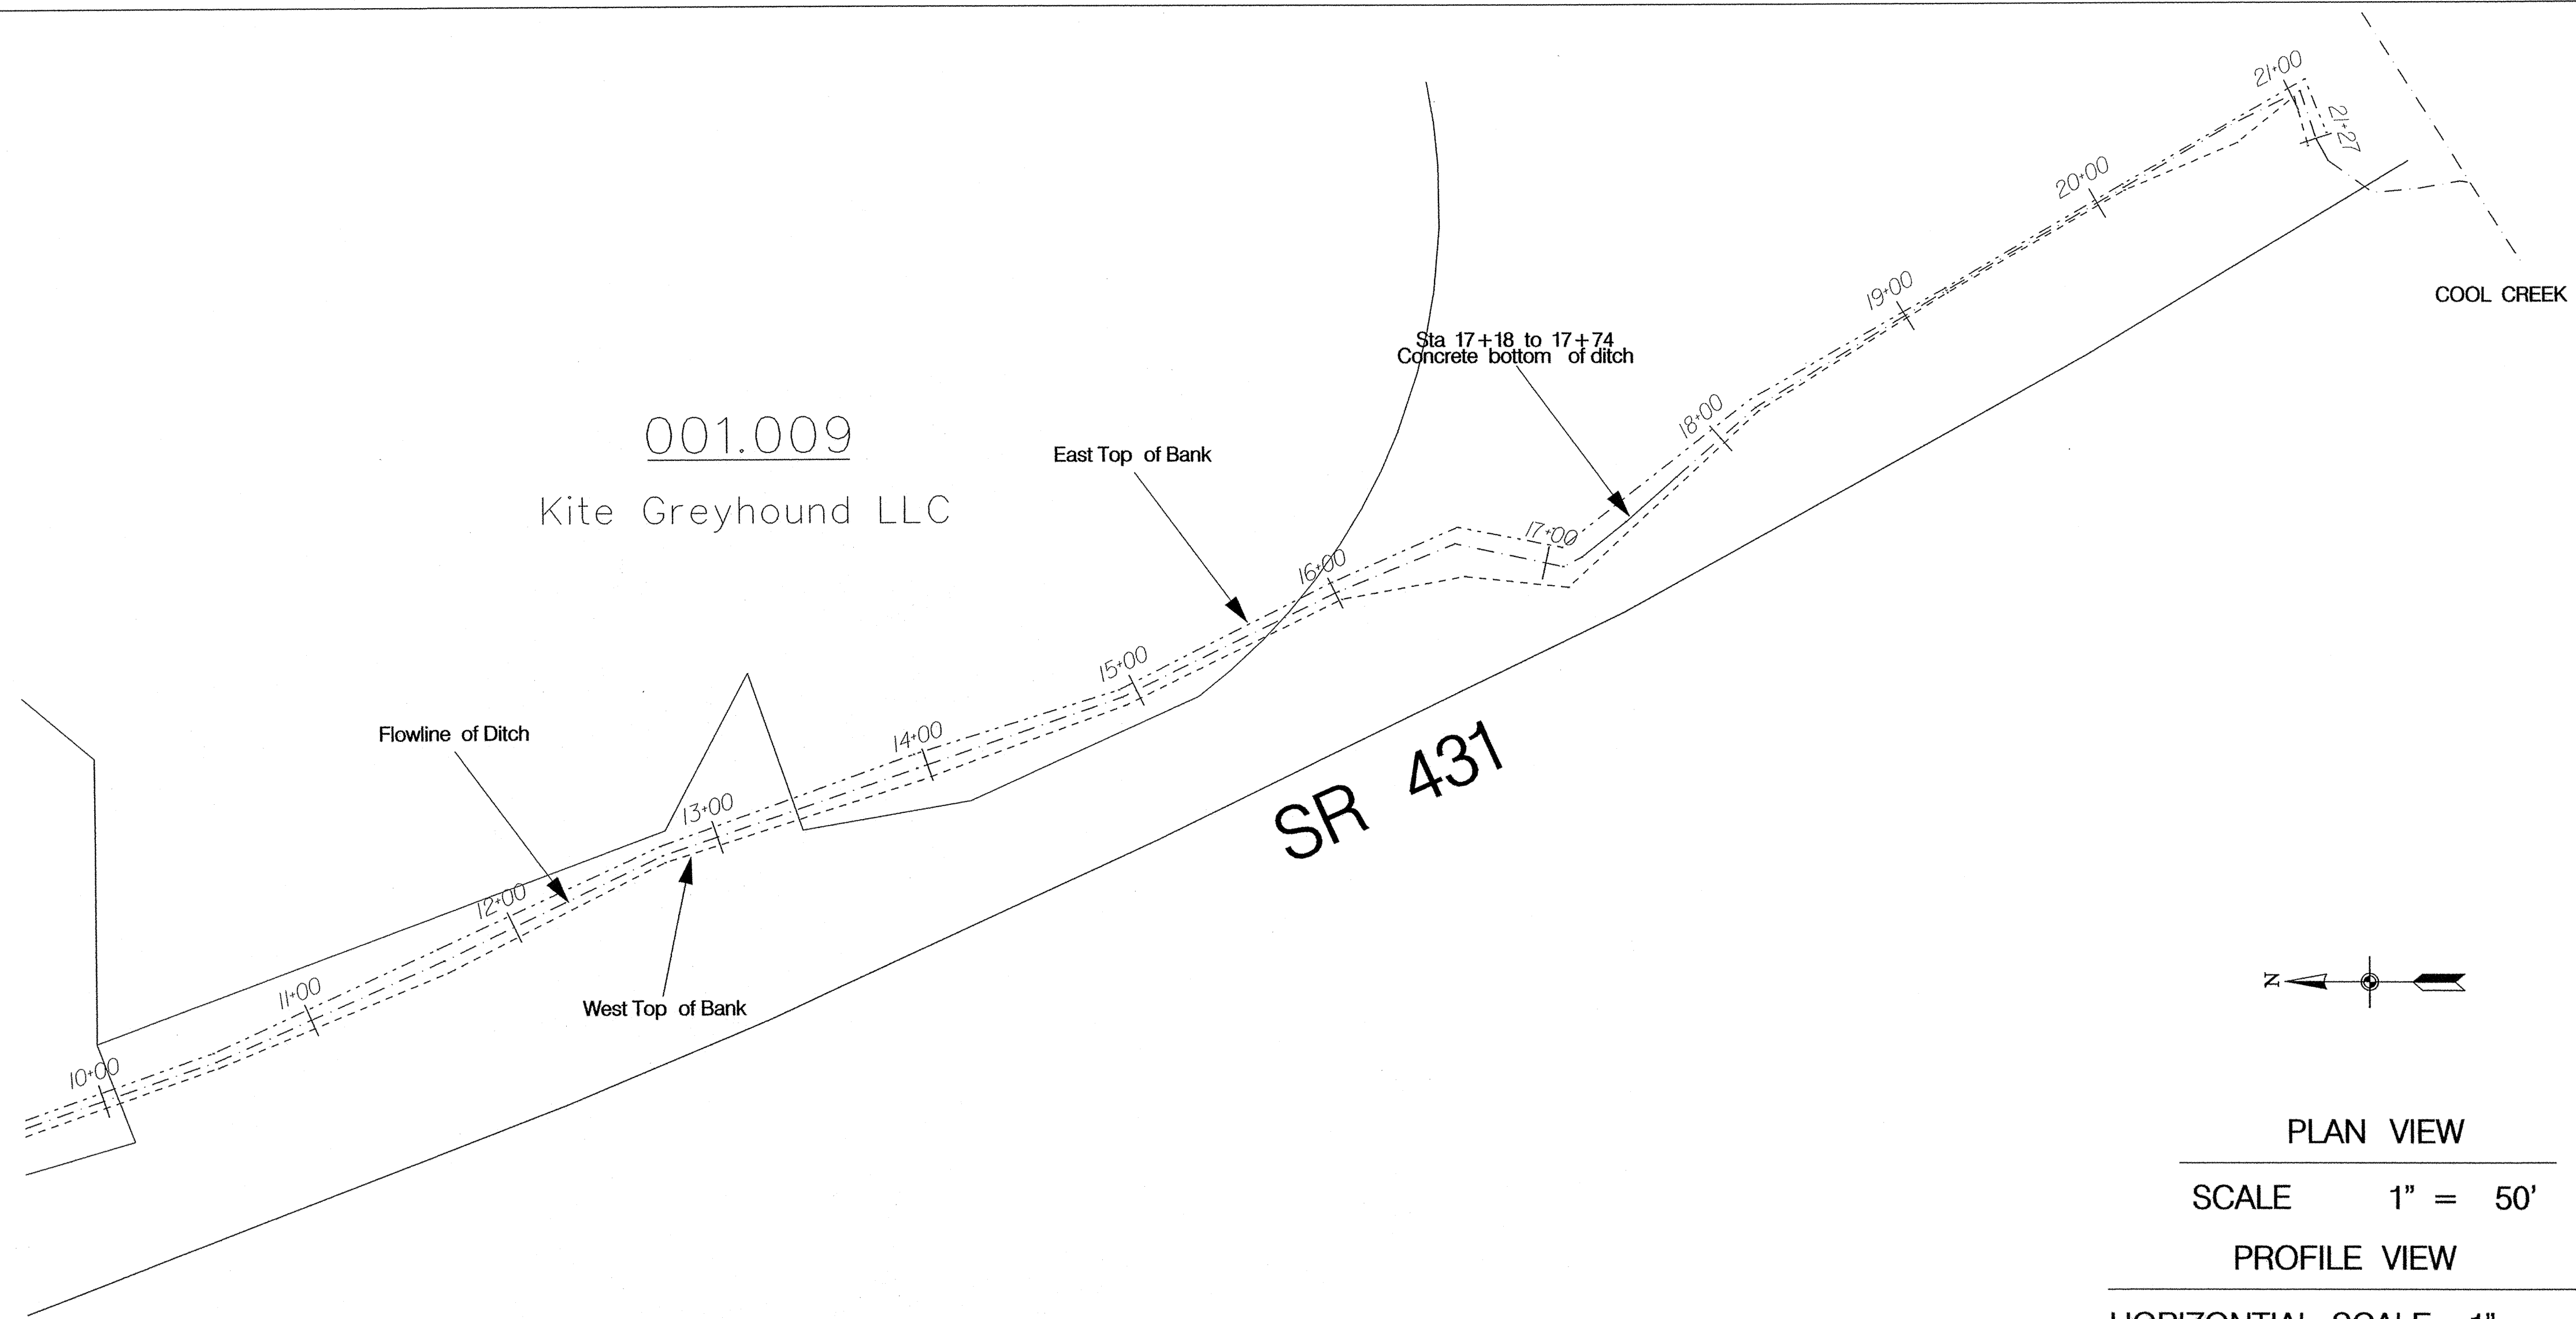 21+00
21+27
20+00
19+00
COOL CREEK
Sta 17+18 to 17+74
Concrete bottom of ditch
18+00
001.009
Kite Greyhound LLC
East Top of Bank
17+00
16+00
15+00
Flowline of Ditch
14+00
13+00
SR 431
12+00
11+00
West Top of Bank
10+00
N
PLAN VIEW
SCALE 1" = 50'
PROFILE VIEW
HORIZONTIAL SCALE 1"